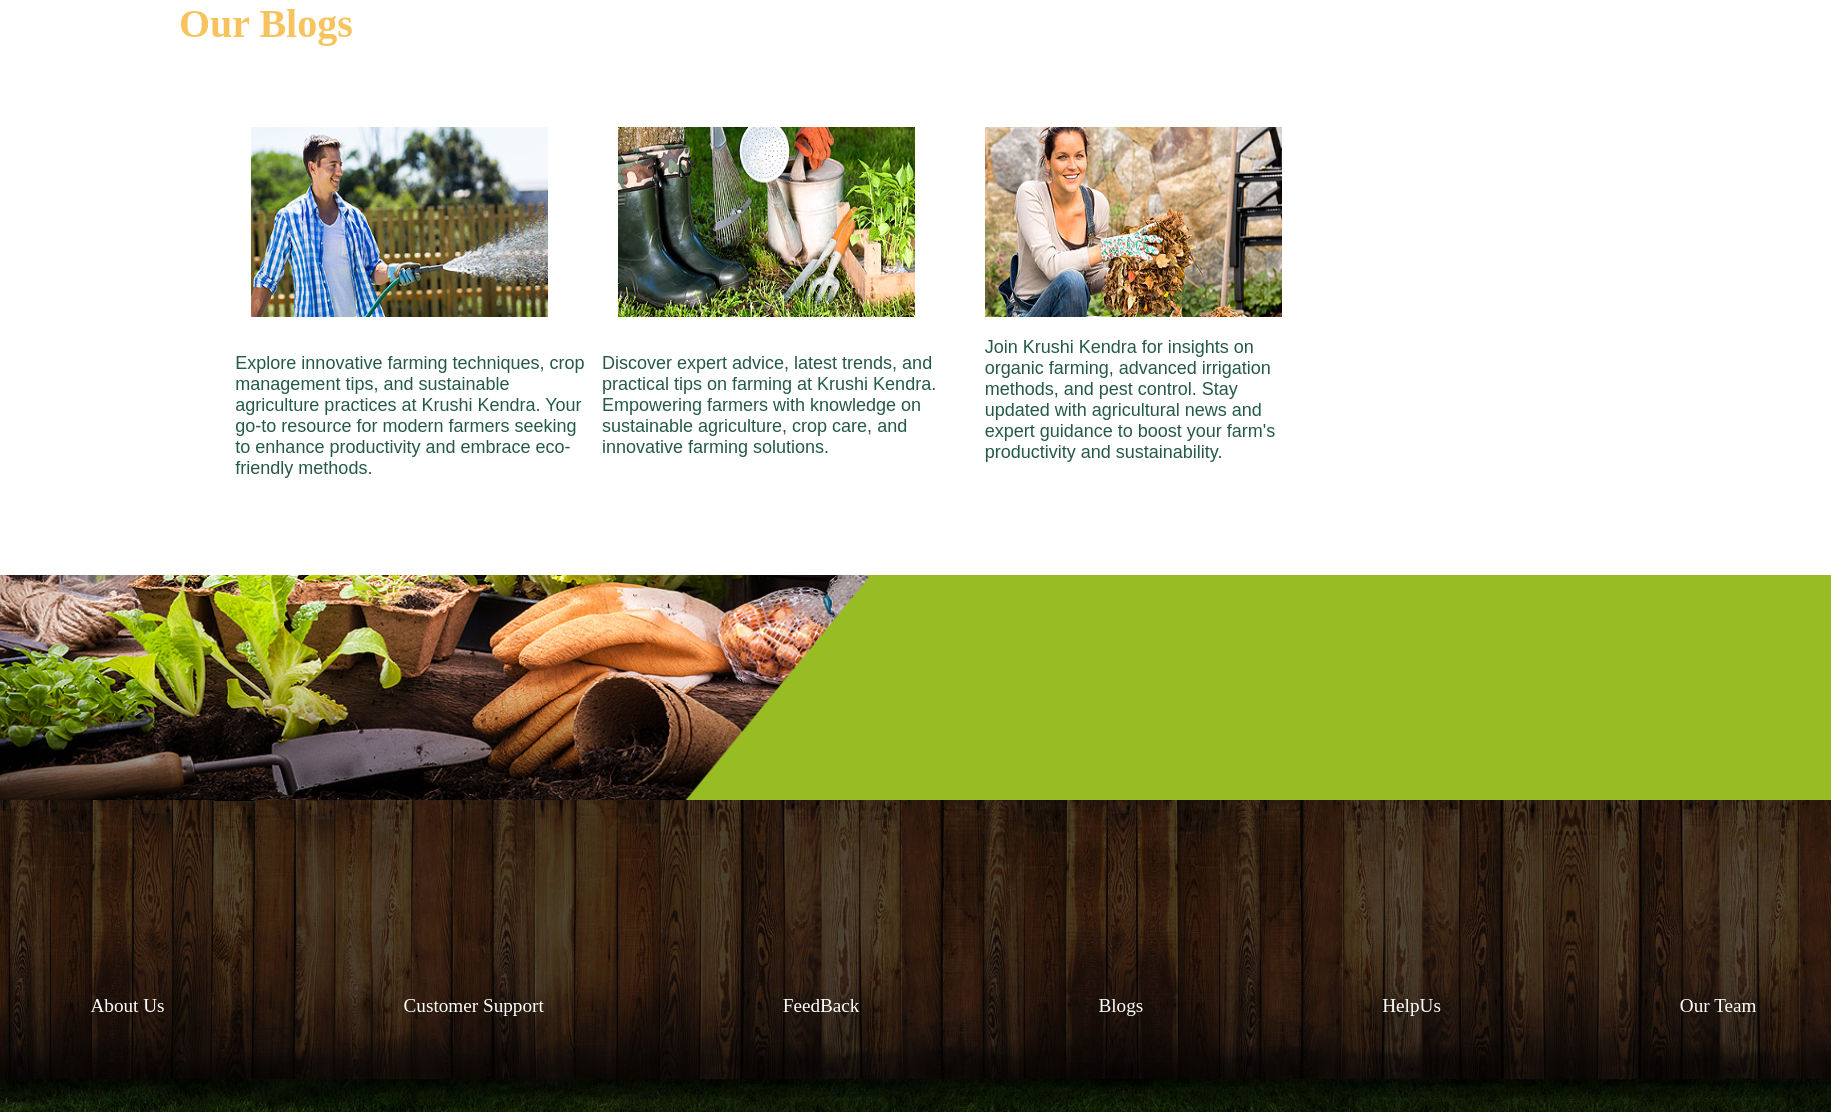 Our Blogs
Explore innovative farming techniques, crop
management tips, and sustainable
agriculture practices at Krushi Kendra. Your
go-to resource for modern farmers seeking
to enhance productivity and embrace eco-
friendly methods.
Discover expert advice, latest trends, and
practical tips on farming at Krushi Kendra.
Empowering farmers with knowledge on
sustainable agriculture, crop care, and
innovative farming solutions.
Join Krushi Kendra for insights on
organic farming, advanced irrigation
methods, and pest control. Stay
updated with agricultural news and
expert guidance to boost your farm's
productivity and sustainability.
About Us
Customer Support
FeedBack
Blogs
HelpUs
Our Team